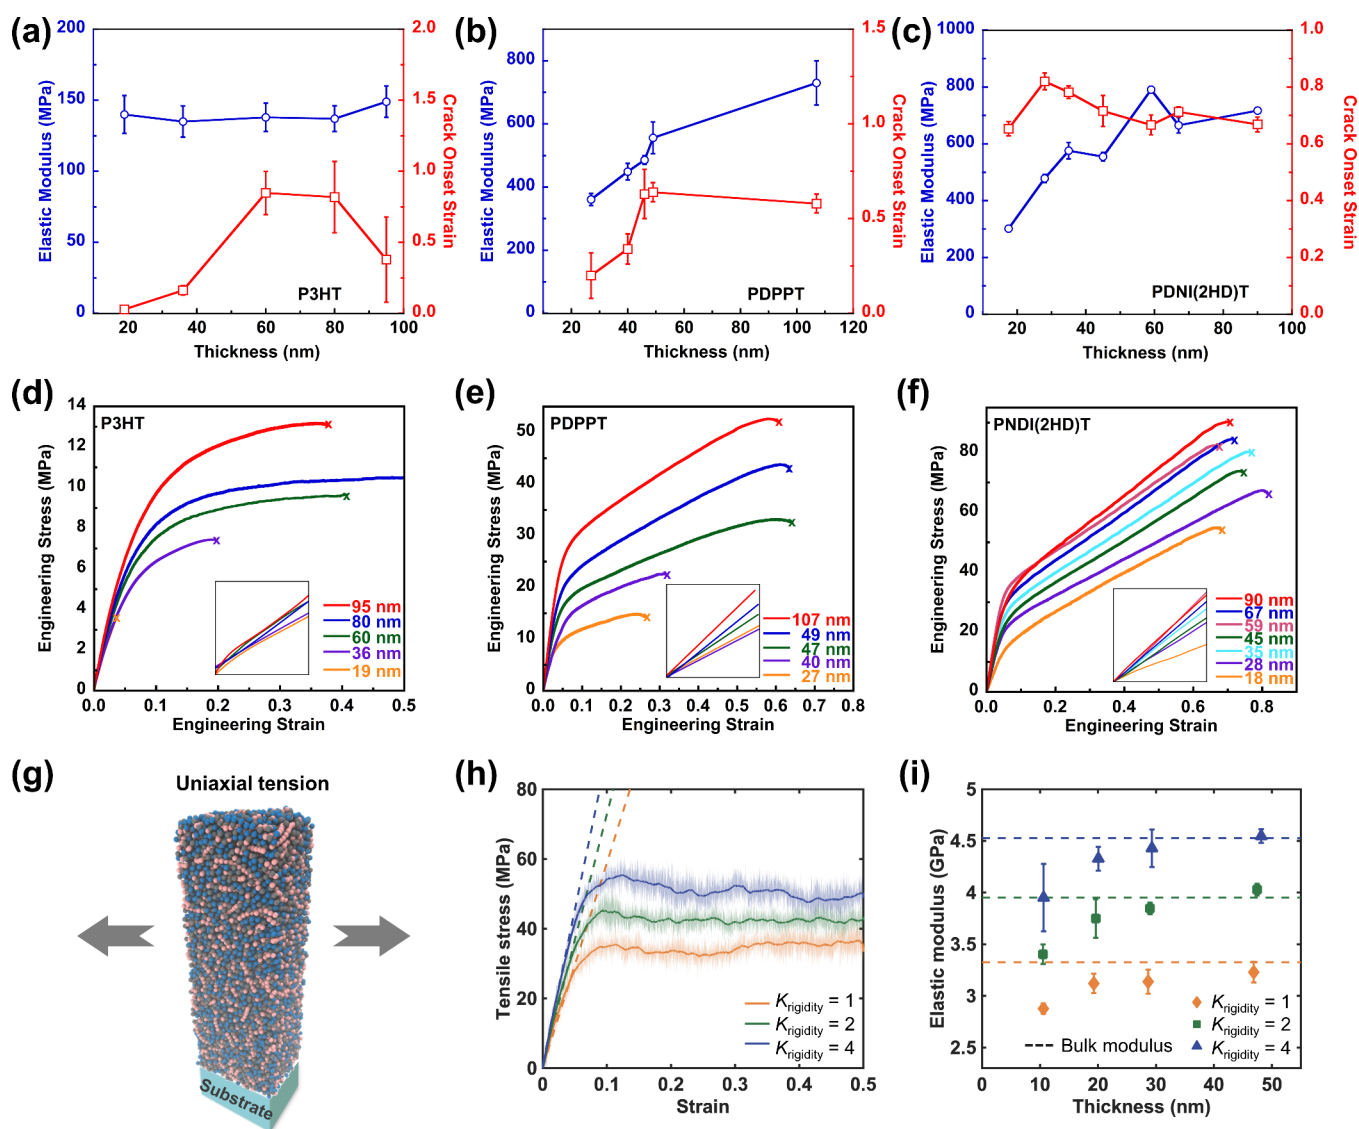 (a)
200
150
100
50
0
Elastic Modulus (MPa)
2.0
1.5
1.0
0.5
0.0
Crack Onset Strain
P3HT
20 40 60 80 100
Thickness (nm)
(b)
800
600
400
200
0
Elastic Modulus (MPa)
1.5
1.0
0.5
0.0
Crack Onset Strain
PDPPT
20 40 60 80 100 120
Thickness (nm)
(c)
1000
800
600
400
200
0
Elastic Modulus (MPa)
1.0
0.8
0.6
0.4
0.2
0.0
Crack Onset Strain
PDNI(2HD)T
20 40 60 80 100
Thickness (nm)
(d)
P3HT
14
12
10
8
6
4
2
0
Engineering Stress (MPa)
95 nm
80 nm
60 nm
36 nm
19 nm
0.0 0.1 0.2 0.3 0.4 0.5
Engineering Strain
(e)
PDPPT
50
40
30
20
10
0
Engineering Stress (MPa)
107 nm
49 nm
47 nm
40 nm
27 nm
0.0 0.1 0.2 0.3 0.4 0.5 0.6 0.7 0.8
Engineering Strain
(f)
PNDI(2HD)T
80
60
40
20
0
Engineering Stress (MPa)
90 nm
67 nm
59 nm
45 nm
35 nm
28 nm
18 nm
0.0 0.2 0.4 0.6 0.8
Engineering Strain
(g)
Uniaxial tension
Substrate
(h)
80
60
40
20
0
Tensile stress (MPa)
Krigidity = 1
Krigidity = 2
Krigidity = 4
0 0.1 0.2 0.3 0.4 0.5
Strain
(i)
5
4.5
4
3.5
3
2.5
Elastic modulus (GPa)
Krigidity = 1
Krigidity = 2
Bulk modulus
Krigidity = 4
0 10 20 30 40 50
Thickness (nm)